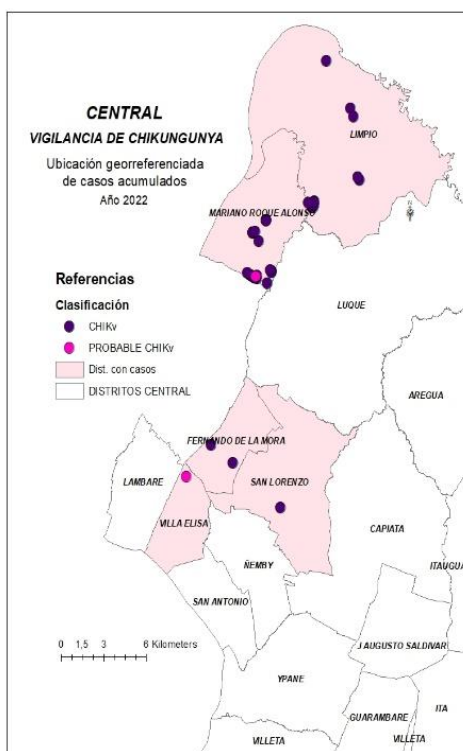 CENTRAL
VIGILANCIA DE CHIKUNGUNYA
Ubicación georreferenciada
de casos acumulados
Año 2022
LIMPIO
MARIANO ROQUE ALONSO
Referencias
Clasificación
CHIKv
PROBABLE CHIKv
Dist. con casos
DISTRITOS CENTRAL
LUQUE
AREGUA
FERNANDO DE LA MORA
LAMBARE
SAN LORENZO
VILLA ELISA
CAPIATA
ÑEMBY
ITAUGUA
SAN ANTONIO
J AUGUSTO SALDIVAR
0 1,5 3 6 Kilometers
YPANE
GUARAMBARE
ITA
VILLETA
VILLETA